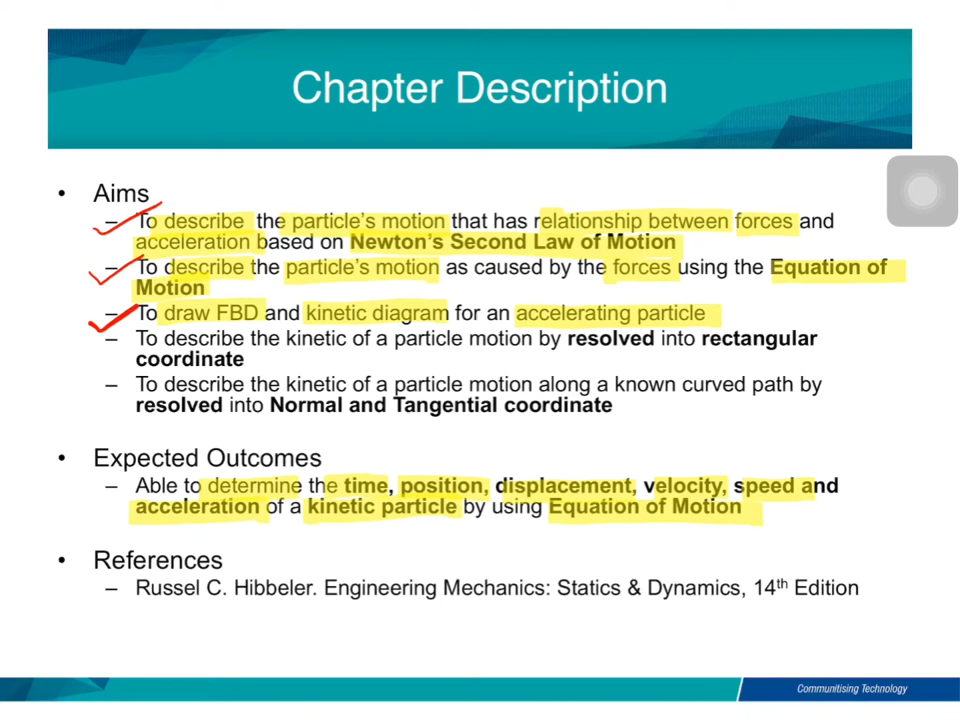 Chapter Description
• Aims
– To describe the particle's motion that has relationship between forces and
acceleration based on Newton's Second Law of Motion
– To describe the particle's motion as caused by the forces using the Equation of
Motion
– To draw FBD and kinetic diagram for an accelerating particle
– To describe the kinetic of a particle motion by resolved into rectangular
coordinate
– To describe the kinetic of a particle motion along a known curved path by
resolved into Normal and Tangential coordinate
• Expected Outcomes
– Able to determine the time, position, displacement, velocity, speed and
acceleration of a kinetic particle by using Equation of Motion
• References
– Russel C. Hibbeler. Engineering Mechanics: Statics & Dynamics, 14th Edition
Communitising Technology